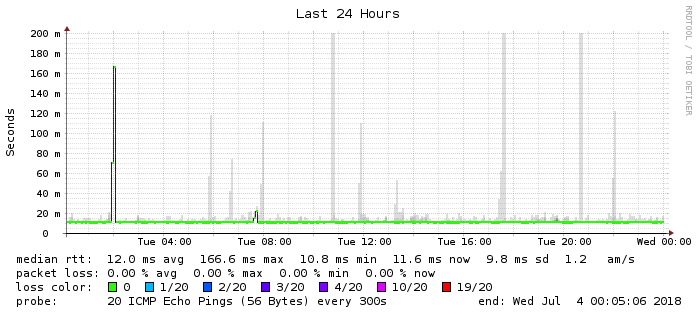 Last 24 Hours
RRDTOOL / TOBI OETIKER
Seconds
200 m
180 m
160 m
140 m
120 m
100 m
80 m
60 m
40 m
20 m
0
Tue 04:00 Tue 08:00 Tue 12:00 Tue 16:00 Tue 20:00 Wed 00:00
median rtt: 12.0 ms avg 166.6 ms max 10.8 ms min 11.6 ms now 9.8 ms sd 1.2 am/s
packet loss: 0.00 % avg 0.00 % max 0.00 % min 0.00 % now
loss color: 0 1/20 2/20 3/20 4/20 10/20 19/20
probe: 20 ICMP Echo Pings (56 Bytes) every 300s end: Wed Jul 4 00:05:06 2018